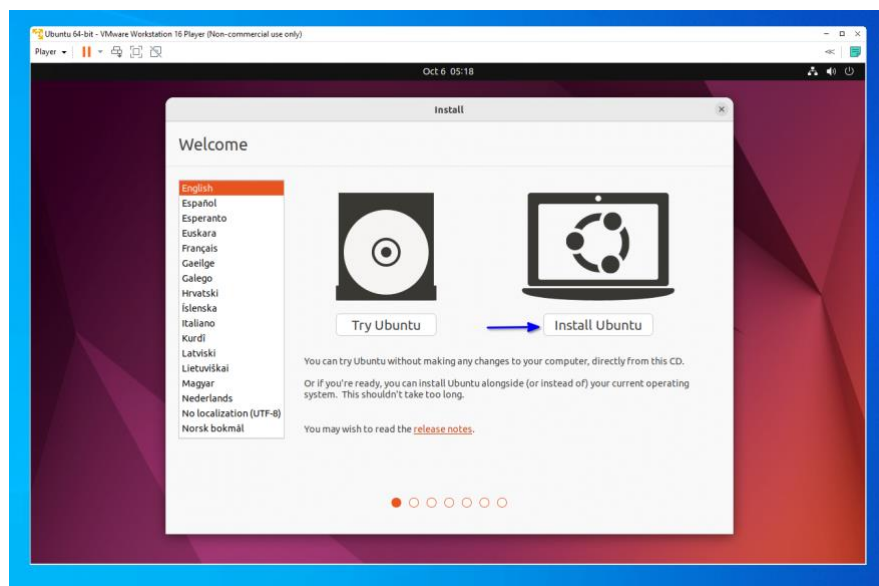 Ubuntu 64-bit - VMware Workstation 16 Player (Non-commercial use only)
Player
Oct 6 05:18
Install
Welcome
English
Español
Esperanto
Euskara
Français
Gaeilge
Galego
Hrvatski
Íslenska
Italiano
Kurdî
Latviski
Lietuviškai
Magyar
Nederlands
No localization (UTF-8)
Norsk bokmål
Try Ubuntu
Install Ubuntu
You can try Ubuntu without making any changes to your computer, directly from this CD.
Or if you're ready, you can install Ubuntu alongside (or instead of) your current operating
system. This shouldn't take too long.
You may wish to read the release notes.